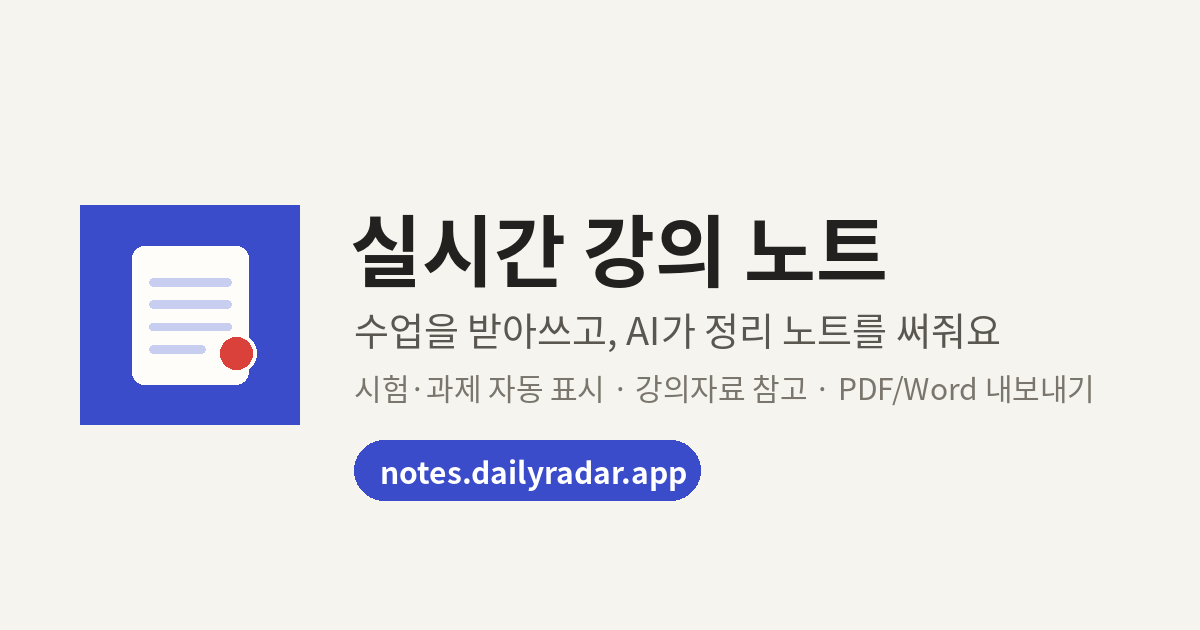 실시간 강의 노트
수업을 받아쓰고, AI가 정리 노트를 써줘요
시험·과제 자동 표시 · 강의자료 참고 · PDF/Word 내보내기
notes.dailyradar.app